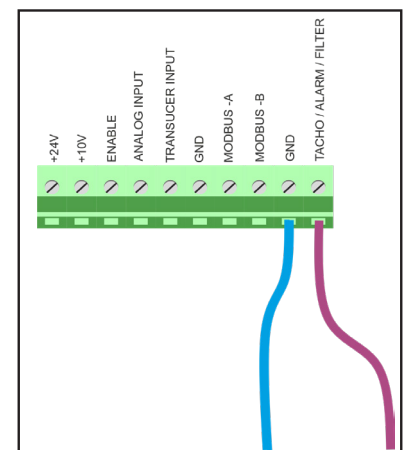 +24V
+10V
ENABLE
ANALOG INPUT
TRANSUCER INPUT
GND
MODBUS -A
MODBUS -B
GND
TACHO / ALARM / FILTER